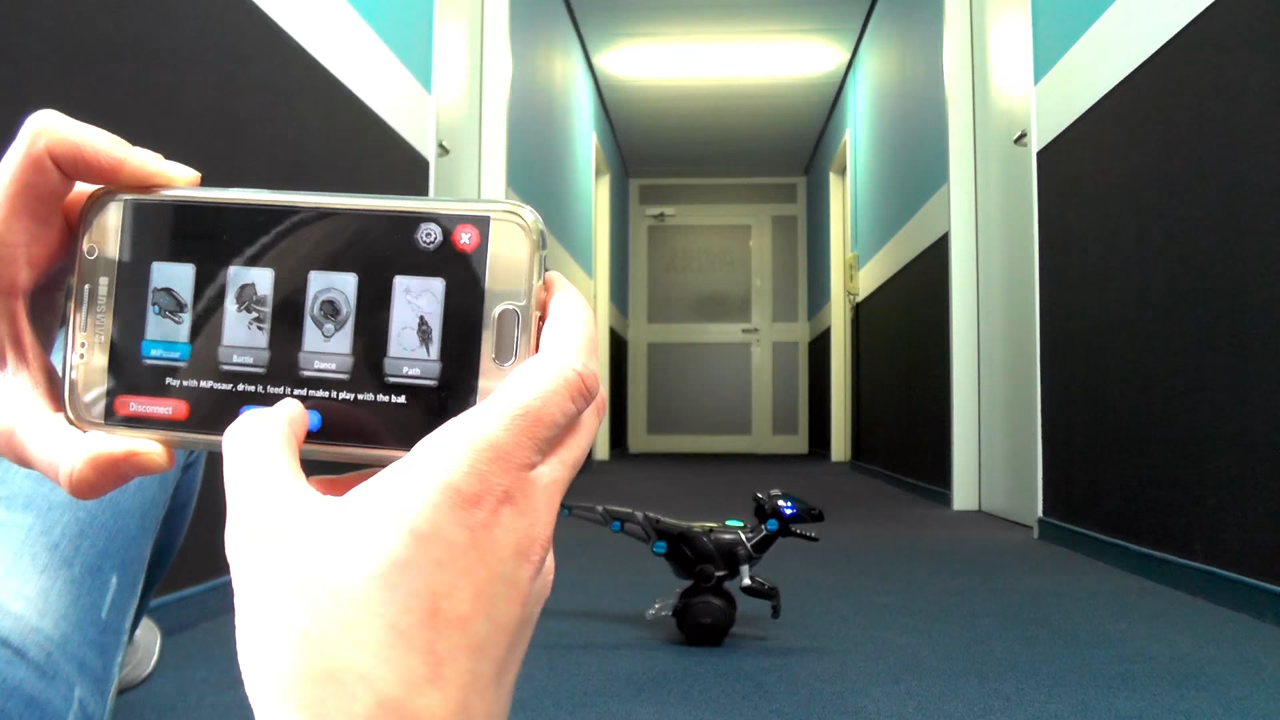 SAMSUNG
MiPosaur
Battle
Dance
Path
Play with MiPosaur, drive it, feed it and make it play with the ball.
Disconnect